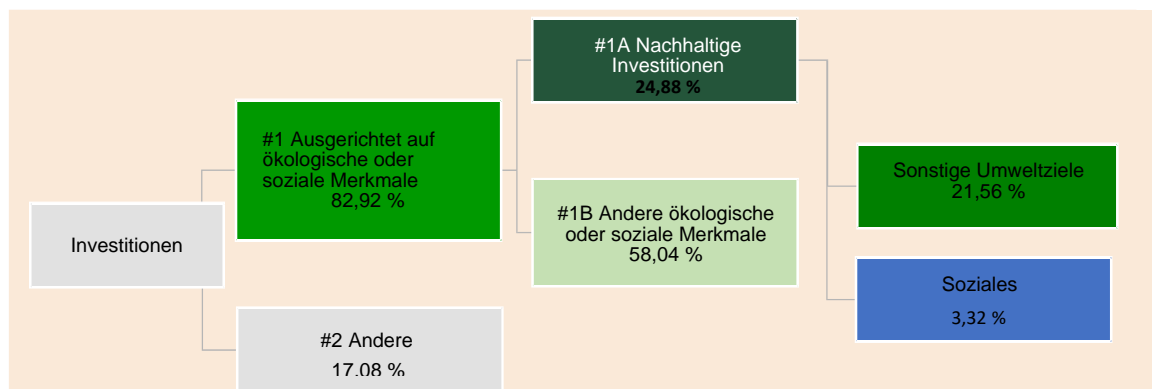 #1A Nachhaltige
Investitionen
24,88 %
#1 Ausgerichtet auf
ökologische oder
soziale Merkmale
82,92 %
Sonstige Umweltziele
21,56 %
#1B Andere ökologische
oder soziale Merkmale
58,04 %
Investitionen
Soziales
3,32 %
#2 Andere
17,08 %